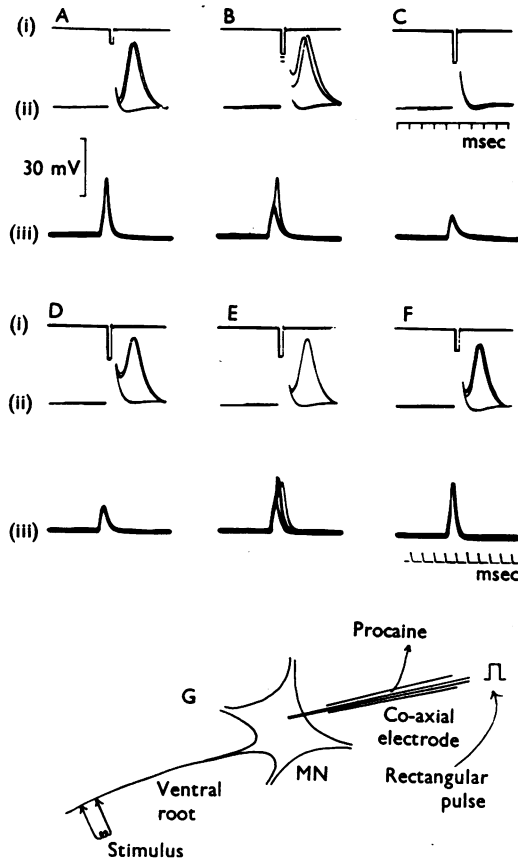 (i) A B C
(ii)
msec
30 mV
(iii)
(i) D E F
(ii)
(iii)
msec
Procaine
G
Co-axial
electrode
MN
Ventral
root
Rectangular
pulse
Stimulus